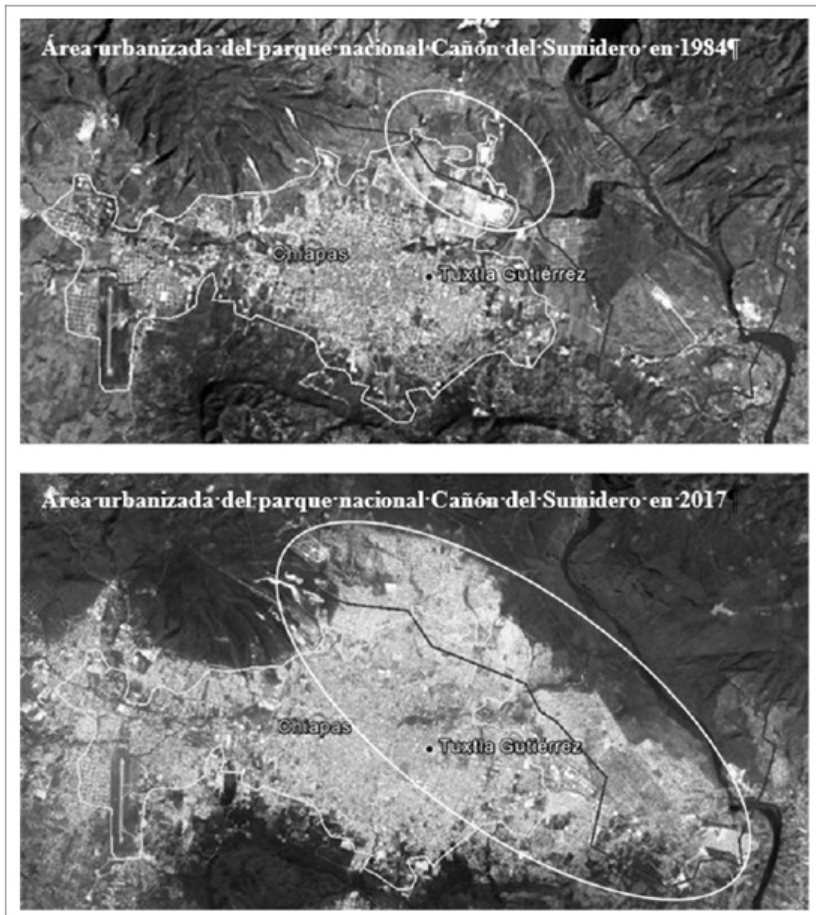 Área·urbanizada·del·parque·nacional·Cañón·del·Sumidero·en·1984¶
Chiapas
Tuxtla Gutiérrez
Área·urbanizada·del·parque·nacional·Cañón·del·Sumidero·en·2017¶
Chiapas
Tuxtla Gutiérrez